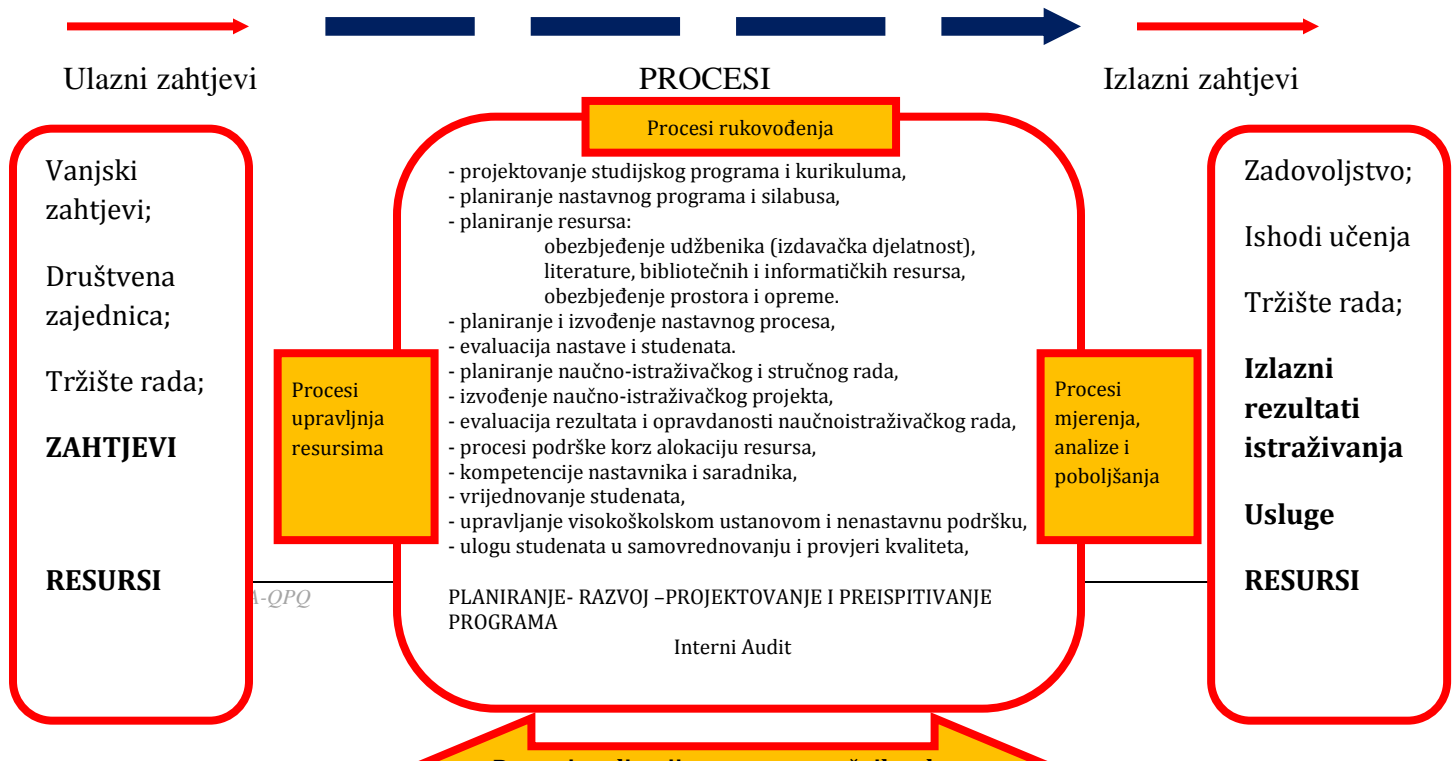 Ulazni zahtjevi
PROCESI
Izlazni zahtjevi
Vanjski
zahtjevi;
Društvena
zajednica;
Tržište rada;
ZAHTJEVI
RESURSI
Procesi
upravljnja
resursima
Procesi rukovođenja
- projektovanje studijskog programa i kurikuluma,
- planiranje nastavnog programa i silabusa,
- planiranje resursa:
obezbjeđenje udžbenika (izdavačka djelatnost),
literature, bibliotečnih i informatičkih resursa,
obezbjeđenje prostora i opreme.
- planiranje i izvođenje nastavnog procesa,
- evaluacija nastave i studenata.
- planiranje naučno-istraživačkog i stručnog rada,
- izvođenje naučno-istraživačkog projekta,
- evaluacija rezultata i opravdanosti naučnoistraživačkog rada,
- procesi podrške korz alokaciju resursa,
- kompetencije nastavnika i saradnika,
- vrijednovanje studenata,
- upravljanje visokoškolskom ustanovom i nenastavnu podršku,
- ulogu studenata u samovrednovanju i provjeri kvaliteta,
PLANIRANJE- RAZVOJ –PROJEKTOVANJE I PREISPITIVANJE
PROGRAMA
Interni Audit
Procesi
mjerenja,
analize i
poboljšanja
Zadovoljstvo;
Ishodi učenja
Tržište rada;
Izlazni
rezultati
istraživanja
Usluge
RESURSI
-QPQ